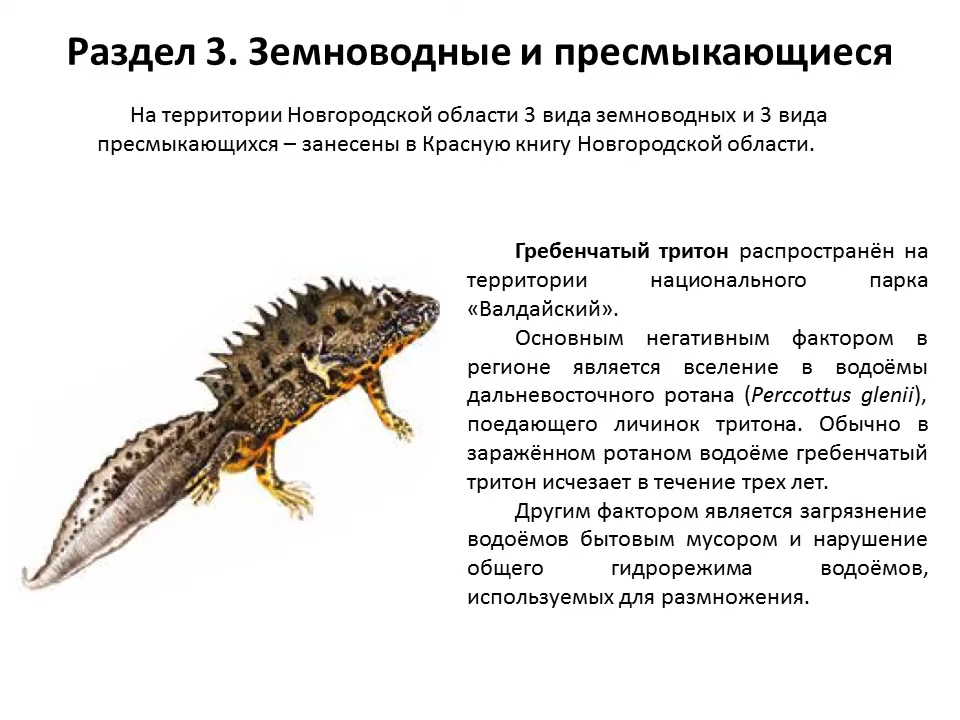 Раздел 3. Земноводные и пресмыкающиеся
На территории Новгородской области 3 вида земноводных и 3 вида
пресмыкающихся – занесены в Красную книгу Новгородской области.
Гребенчатый тритон распространён на
территории национального парка
«Валдайский».
Основным негативным фактором в
регионе является вселение в водоёмы
дальневосточного ротана (Perccottus glenii),
поедающего личинок тритона. Обычно в
заражённом ротаном водоёме гребенчатый
тритон исчезает в течение трех лет.
Другим фактором является загрязнение
водоёмов бытовым мусором и нарушение
общего гидрорежима водоёмов,
используемых для размножения.